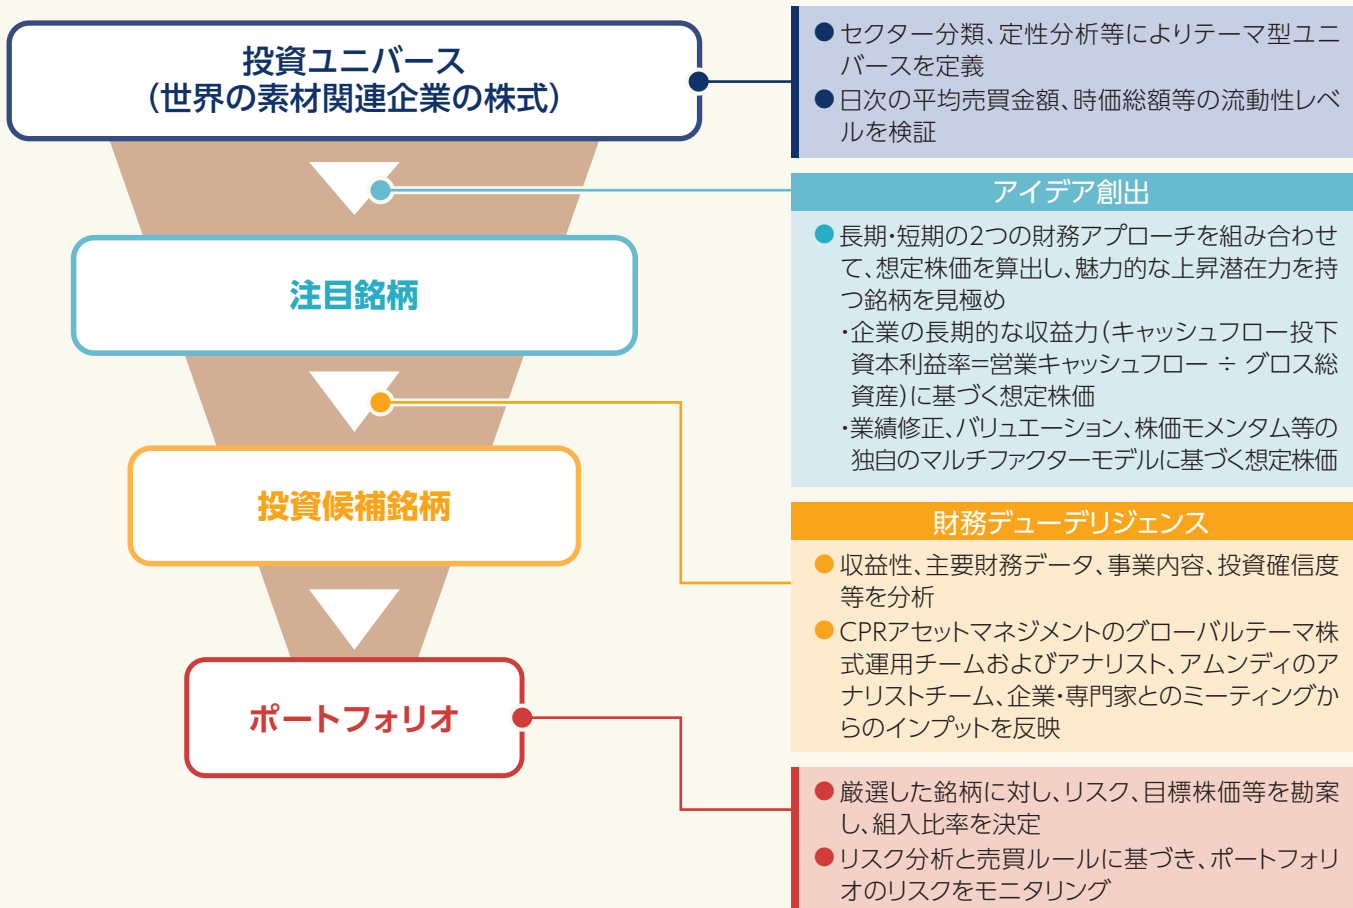 投資ユニバース
(世界の素材関連企業の株式)
●セクター分類、定性分析等によりテーマ型ユニ
バースを定義
●日次の平均売買金額、時価総額等の流動性レベ
ルを検証
アイデア創出
●長期・短期の2つの財務アプローチを組み合わせ
て、想定株価を算出し、魅力的な上昇潜在力を持
つ銘柄を見極め
・企業の長期的な収益力(キャッシュフロー投下
資本利益率=営業キャッシュフロー ÷ グロス総
資産)に基づく想定株価
・業績修正、バリュエーション、株価モメンタム等の
独自のマルチファクターモデルに基づく想定株価
注目銘柄
投資候補銘柄
財務デューデリジェンス
●収益性、主要財務データ、事業内容、投資確信度
等を分析
●CPRアセットマネジメントのグローバルテーマ株
式運用チームおよびアナリスト、アムンディのア
ナリストチーム、企業・専門家とのミーティングか
らのインプットを反映
ポートフォリオ
●厳選した銘柄に対し、リスク、目標株価等を勘案
し、組入比率を決定
●リスク分析と売買ルールに基づき、ポートフォリ
オのリスクをモニタリング